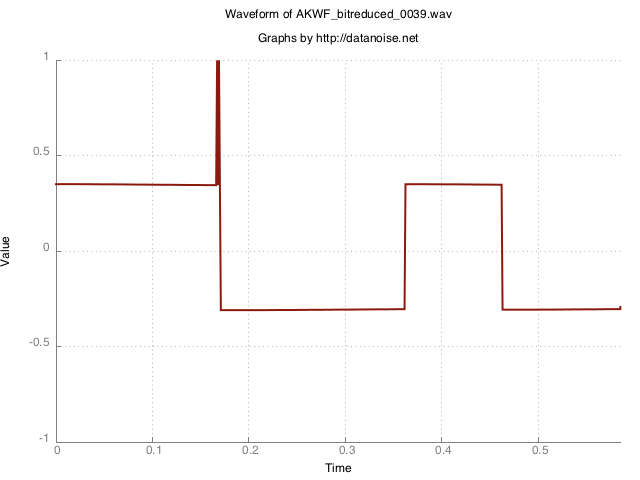 Waveform of AKWF_bitreduced_0039.wav
Graphs by http://datanoise.net
1
0.5
0
-0.5
-1
Value
0 0.1 0.2 0.3 0.4 0.5
Time